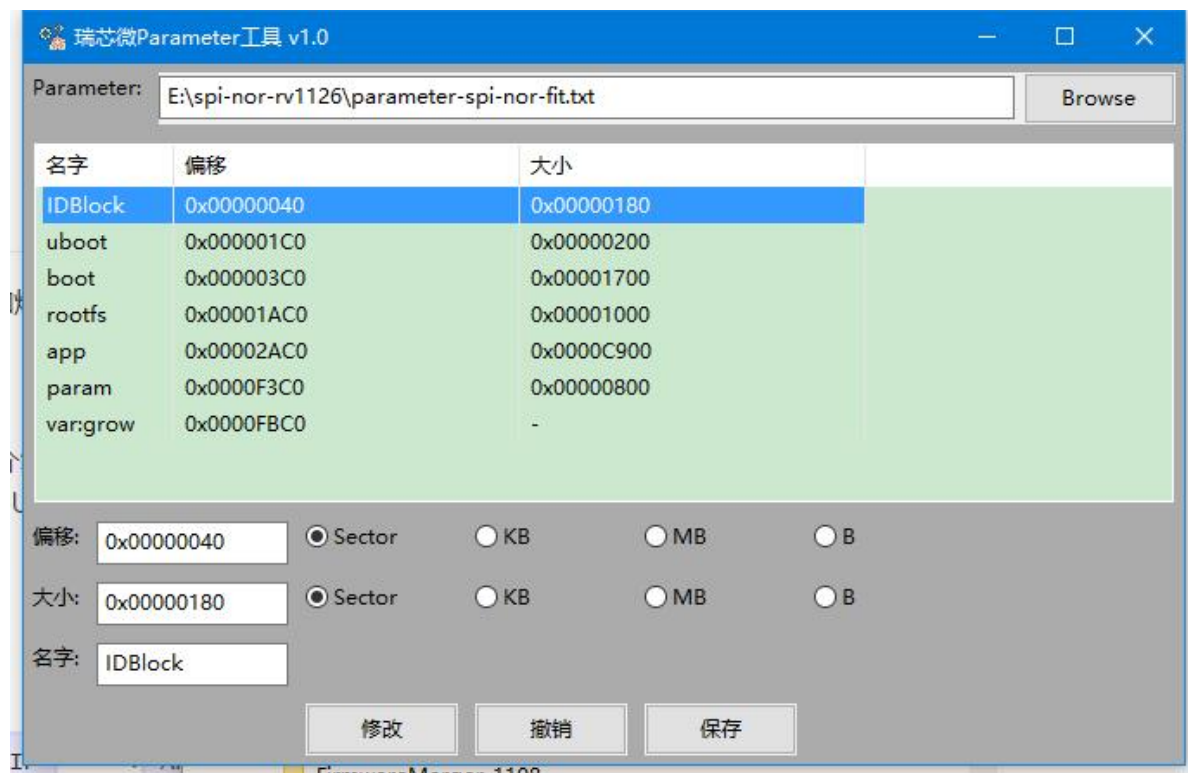 瑞芯微Parameter工具 v1.0
Parameter: E:\spi-nor-rv1126\parameter-spi-nor-fit.txt Browse
名字 偏移 大小
IDBlock 0x00000040 0x00000180
uboot 0x000001C0 0x00000200
boot 0x000003C0 0x00001700
rootfs 0x00001AC0 0x00001000
app 0x00002AC0 0x0000C900
param 0x0000F3C0 0x00000800
var:grow 0x0000FBC0 -
偏移: 0x00000040 Sector KB MB B
大小: 0x00000180 Sector KB MB B
名字: IDBlock
修改 撤销 保存